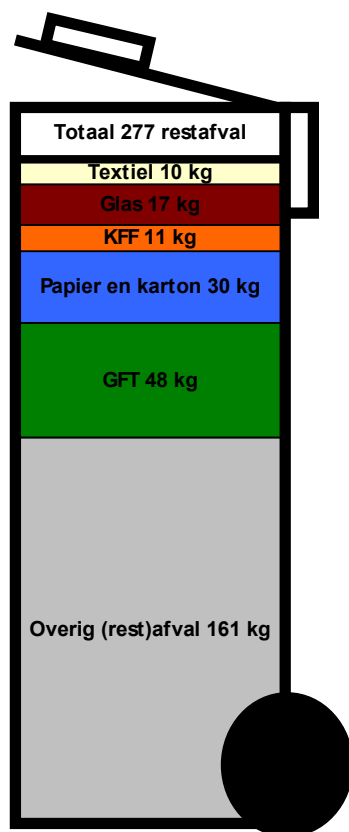 Totaal 277 restafval
Textiel 10 kg
Glas 17 kg
KFF 11 kg
Papier en karton 30 kg
GFT 48 kg
Overig (rest)afval 161 kg